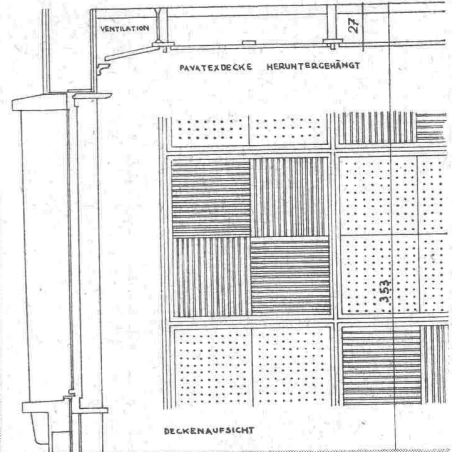 VENTILATION
27
PAVATEXDECKE HERUNTERGEHÄNGT
353
DECKENAUFSICHT